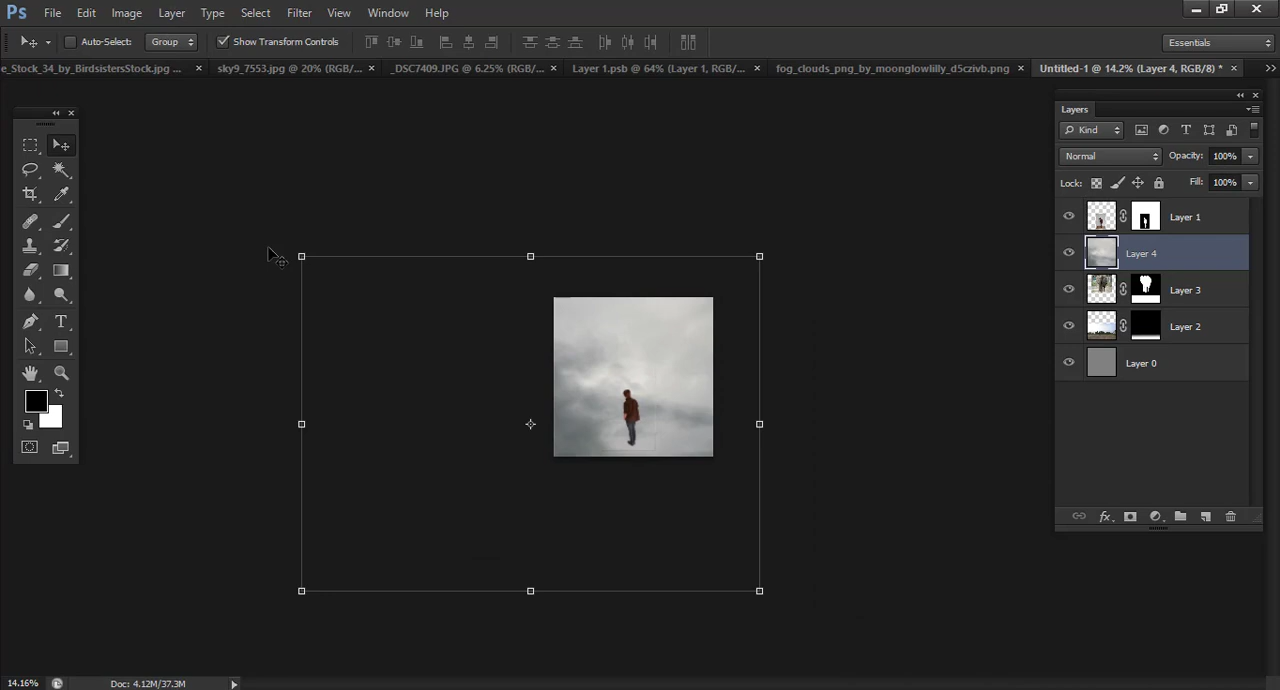 Ps File Edit Image Layer Type Select Filter View Window Help
Auto-Select: Group Show Transform Controls Essentials
e_Stock_34_by_BirdsistersStock.jpg ... × sky9_7553.jpg @ 20% (RGB/... × _DSC7409.JPG @ 6.25% (RGB/... × Layer 1.psb @ 64% (Layer 1, RGB/... × fog_clouds_png_by_moonglowlilly_d5czivb.png × Untitled-1 @ 14.2% (Layer 4, RGB/8) * ×
Layers
Kind
Normal Opacity: 100%
Lock: Fill: 100%
Layer 1
Layer 4
Layer 3
Layer 2
Layer 0
14.16% Doc: 4.12M/37.3M